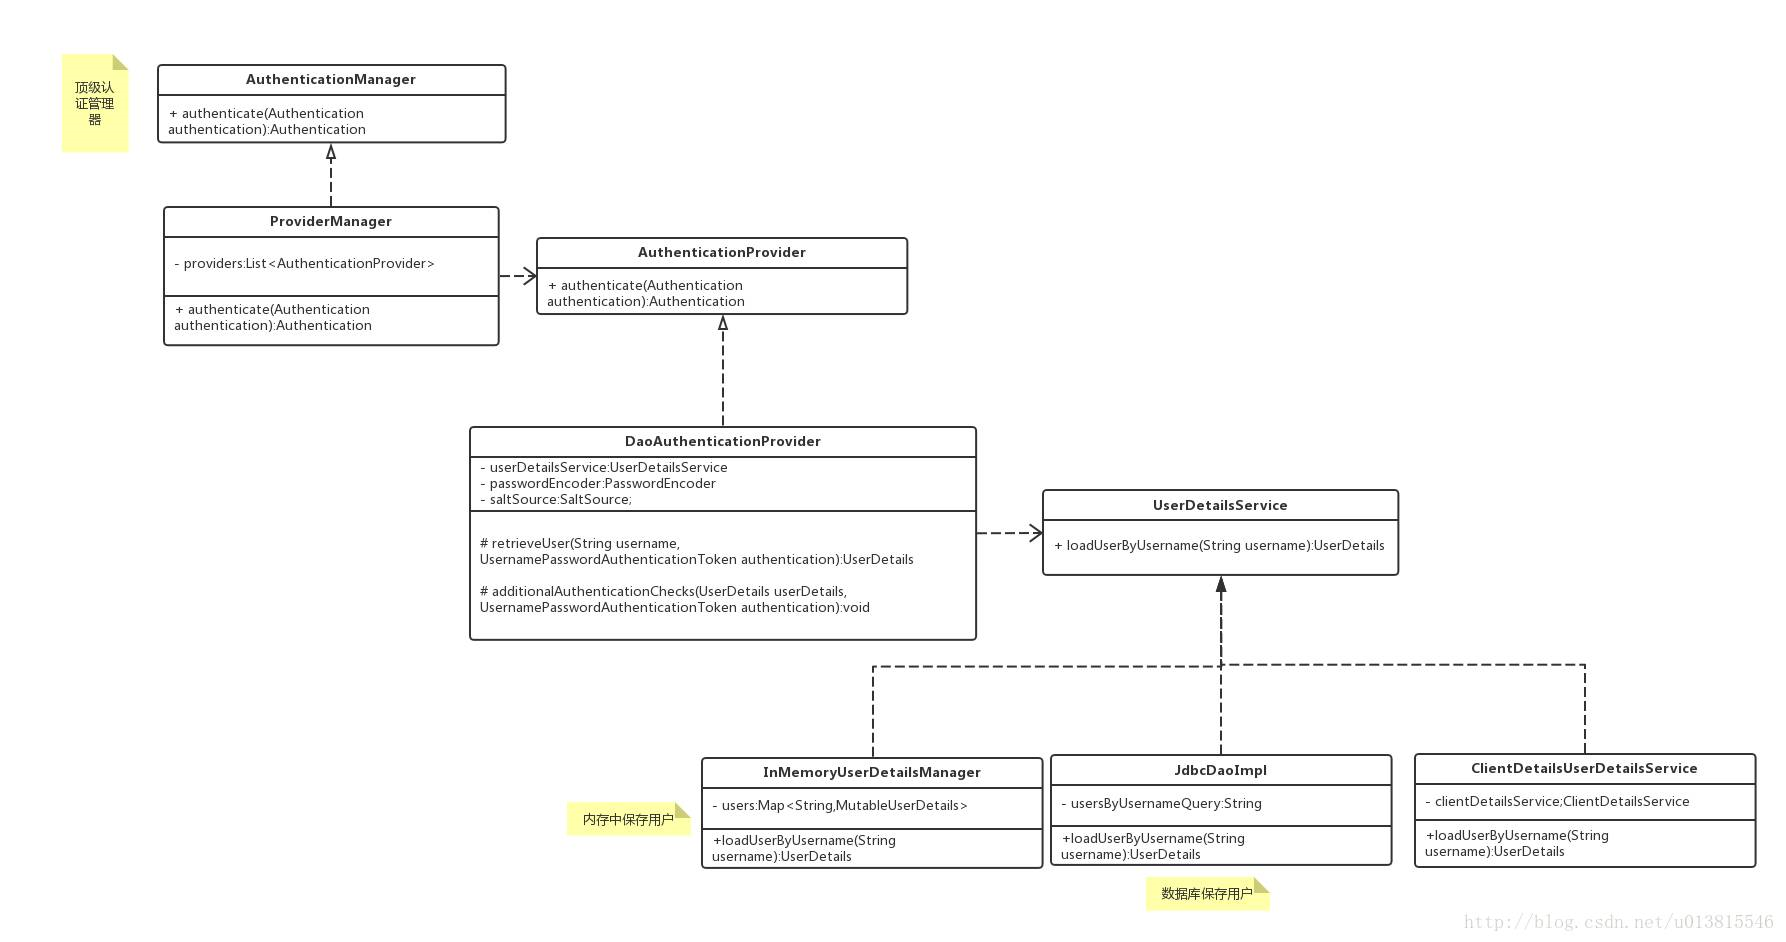 顶级认
证管理
器
AuthenticationManager
+ authenticate(Authentication
authentication):Authentication
ProviderManager
- providers:List<AuthenticationProvider>
+ authenticate(Authentication
authentication):Authentication
AuthenticationProvider
+ authenticate(Authentication
authentication):Authentication
DaoAuthenticationProvider
- userDetailsService:UserDetailsService
- passwordEncoder:PasswordEncoder
- saltSource:SaltSource;
# retrieveUser(String username,
UsernamePasswordAuthenticationToken authentication):UserDetails
# additionalAuthenticationChecks(UserDetails userDetails,
UsernamePasswordAuthenticationToken authentication):void
UserDetailsService
+ loadUserByUsername(String username):UserDetails
内存中保存用户
InMemoryUserDetailsManager
- users:Map<String,MutableUserDetails>
+loadUserByUsername(String
username):UserDetails
JdbcDaoImpl
- usersByUsernameQuery:String
+loadUserByUsername(String
username):UserDetails
数据库保存用户
ClientDetailsUserDetailsService
- clientDetailsService;ClientDetailsService
+loadUserByUsername(String
username):UserDetails
http://blog.csdn.net/u013815546